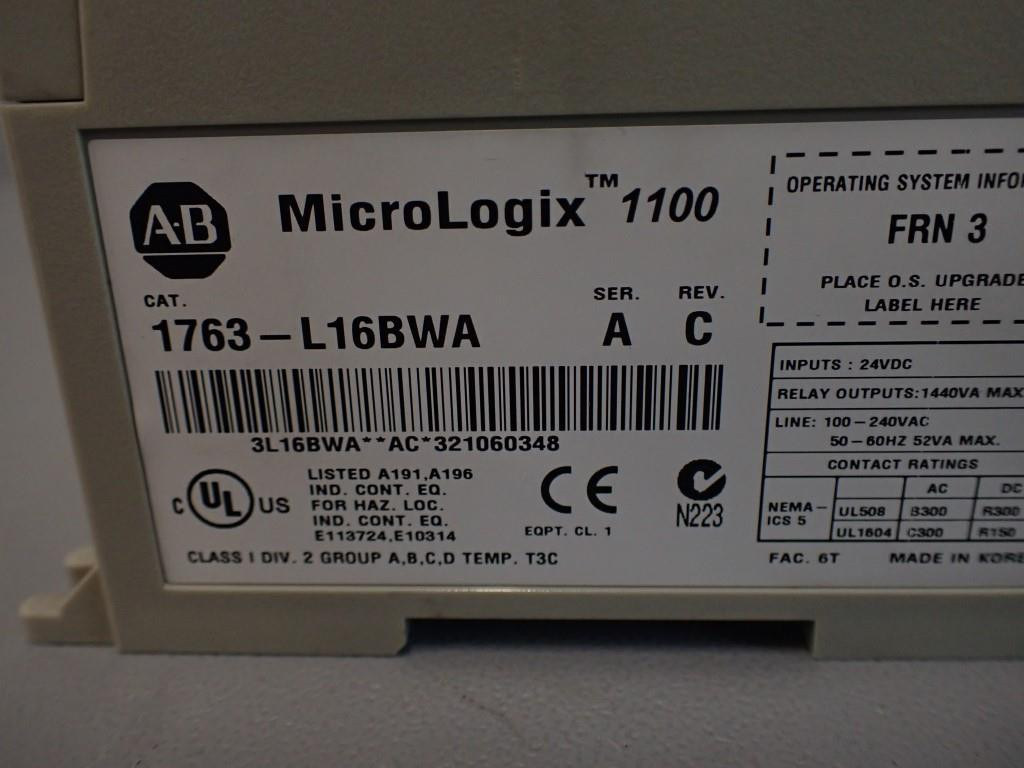 A·B
MicroLogix™ 1100
CAT.
SER. REV.
1763-L16BWA A C
3L16BWA**AC*321060348
C UL US
LISTED A191,A196
IND. CONT. EQ.
FOR HAZ. LOC.
IND. CONT. EQ.
E113724,E10314
CE
EQPT. CL. 1
N223
CLASS I DIV. 2 GROUP A,B,C,D TEMP. T3C
OPERATING SYSTEM INFO
FRN 3
PLACE O.S. UPGRADE
LABEL HERE
INPUTS : 24VDC
RELAY OUTPUTS:1440VA MAX
LINE: 100-240VAC
50-60HZ 52VA MAX.
CONTACT RATINGS
AC DC
NEMA-ICS 5
UL508 B300 R300
UL1604 C300 R150
FAC. 6T MADE IN KORE